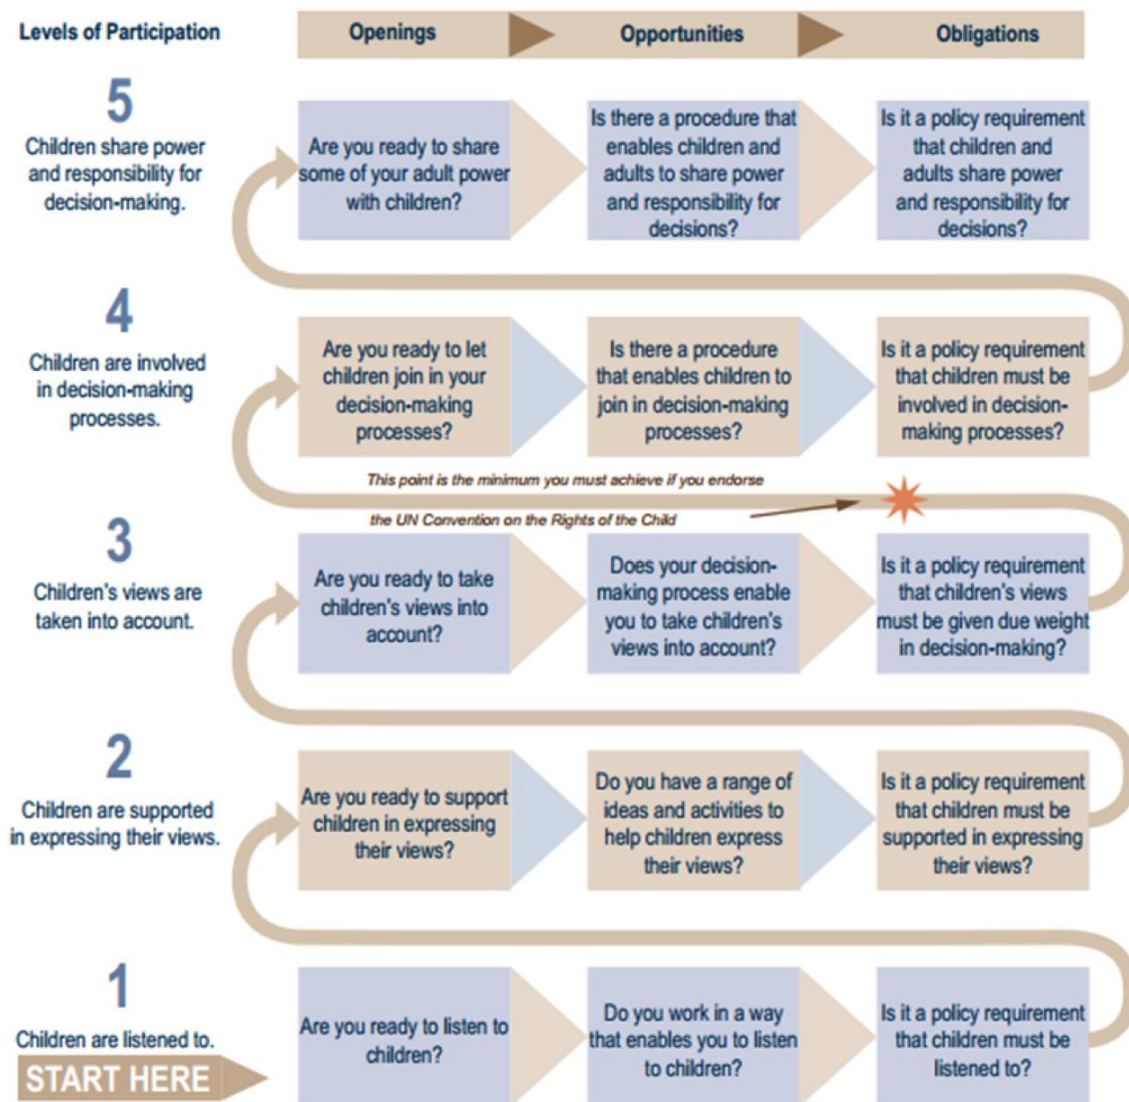 Levels of Participation
Openings
Opportunities
Obligations
5
Children share power
and responsibility for
decision-making.
Are you ready to share
some of your adult power
with children?
Is there a procedure that
enables children and
adults to share power
and responsibility for
decisions?
Is it a policy requirement
that children and
adults share power
and responsibility for
decisions?
4
Children are involved
in decision-making
processes.
Are you ready to let
children join in your
decision-making
processes?
Is there a procedure
that enables children to
join in decision-making
processes?
Is it a policy requirement
that children must be
involved in decision-
making processes?
This point is the minimum you must achieve if you endorse
the UN Convention on the Rights of the Child
3
Children's views are
taken into account.
Are you ready to take
children's views into
account?
Does your decision-
making process enable
you to take children's
views into account?
Is it a policy requirement
that children's views
must be given due weight
in decision-making?
2
Children are supported
in expressing their views.
Are you ready to support
children in expressing
their views?
Do you have a range of
ideas and activities to
help children express
their views?
Is it a policy requirement
that children must be
supported in expressing
their views?
1
Children are listened to.
START HERE
Are you ready to listen to
children?
Do you work in a way
that enables you to listen
to children?
Is it a policy requirement
that children must be
listened to?